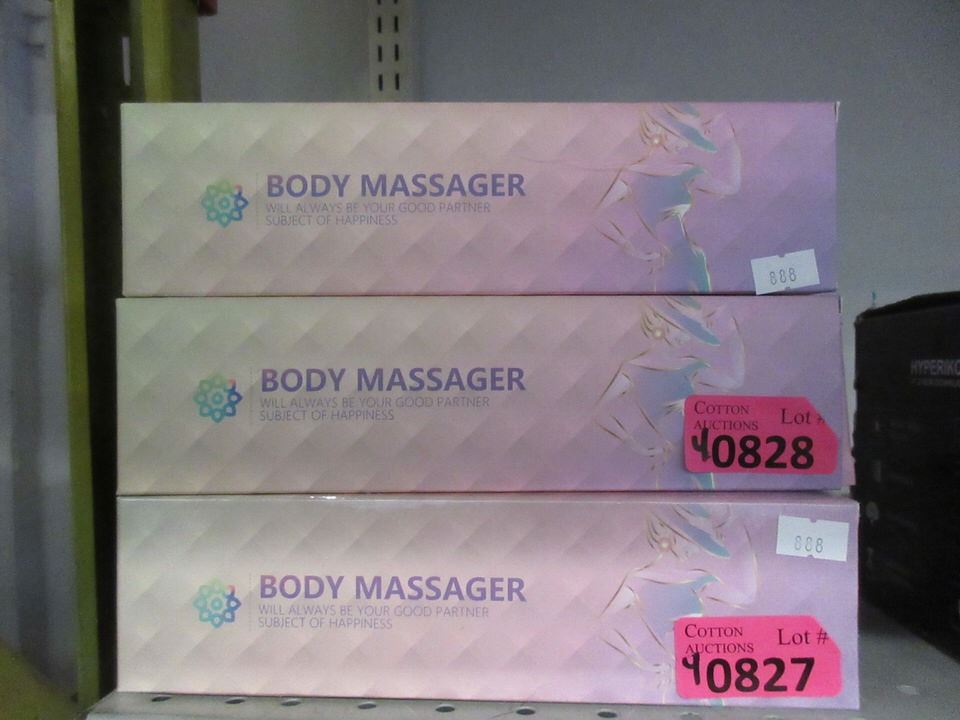 BODY MASSAGER
WILL ALWAYS BE YOUR GOOD PARTNER
SUBJECT OF HAPPINESS
888
BODY MASSAGER
WILL ALWAYS BE YOUR GOOD PARTNER
SUBJECT OF HAPPINESS
COTTON AUCTIONS Lot #
40828
HYPERIKO
BODY MASSAGER
WILL ALWAYS BE YOUR GOOD PARTNER
SUBJECT OF HAPPINESS
888
COTTON AUCTIONS Lot #
40827